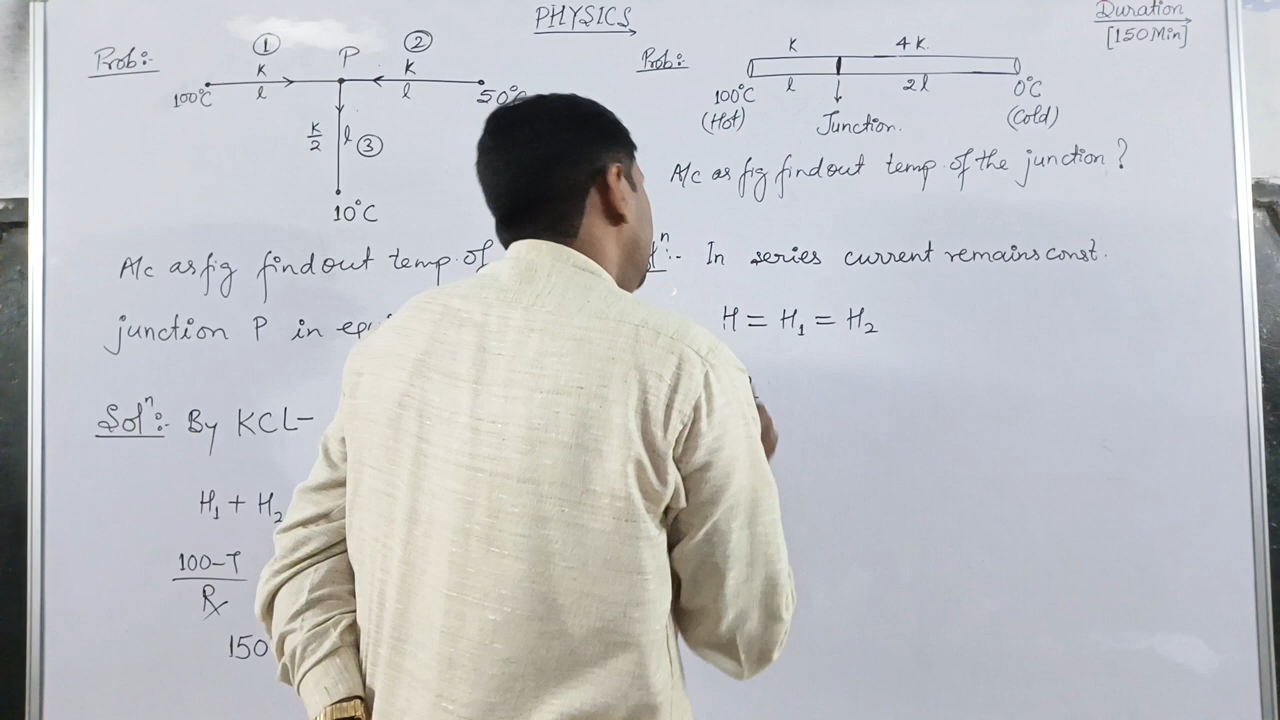 PHYSICS
Duration
[150 Min]
Prob:-
① P ②
K K
l l
100°C 50°C
K/2 l ③
10°C
A/c as fig find out temp. of
junction P in
Solⁿ:- By KCL-
H₁ + H₂
100-T
R
150
Prob:-
K 4K.
l 2l
100°C 0°C
(Hot) Junction. (Cold)
A/c as fig find out temp. of the junction?
In series current remains const.
H = H₁ = H₂